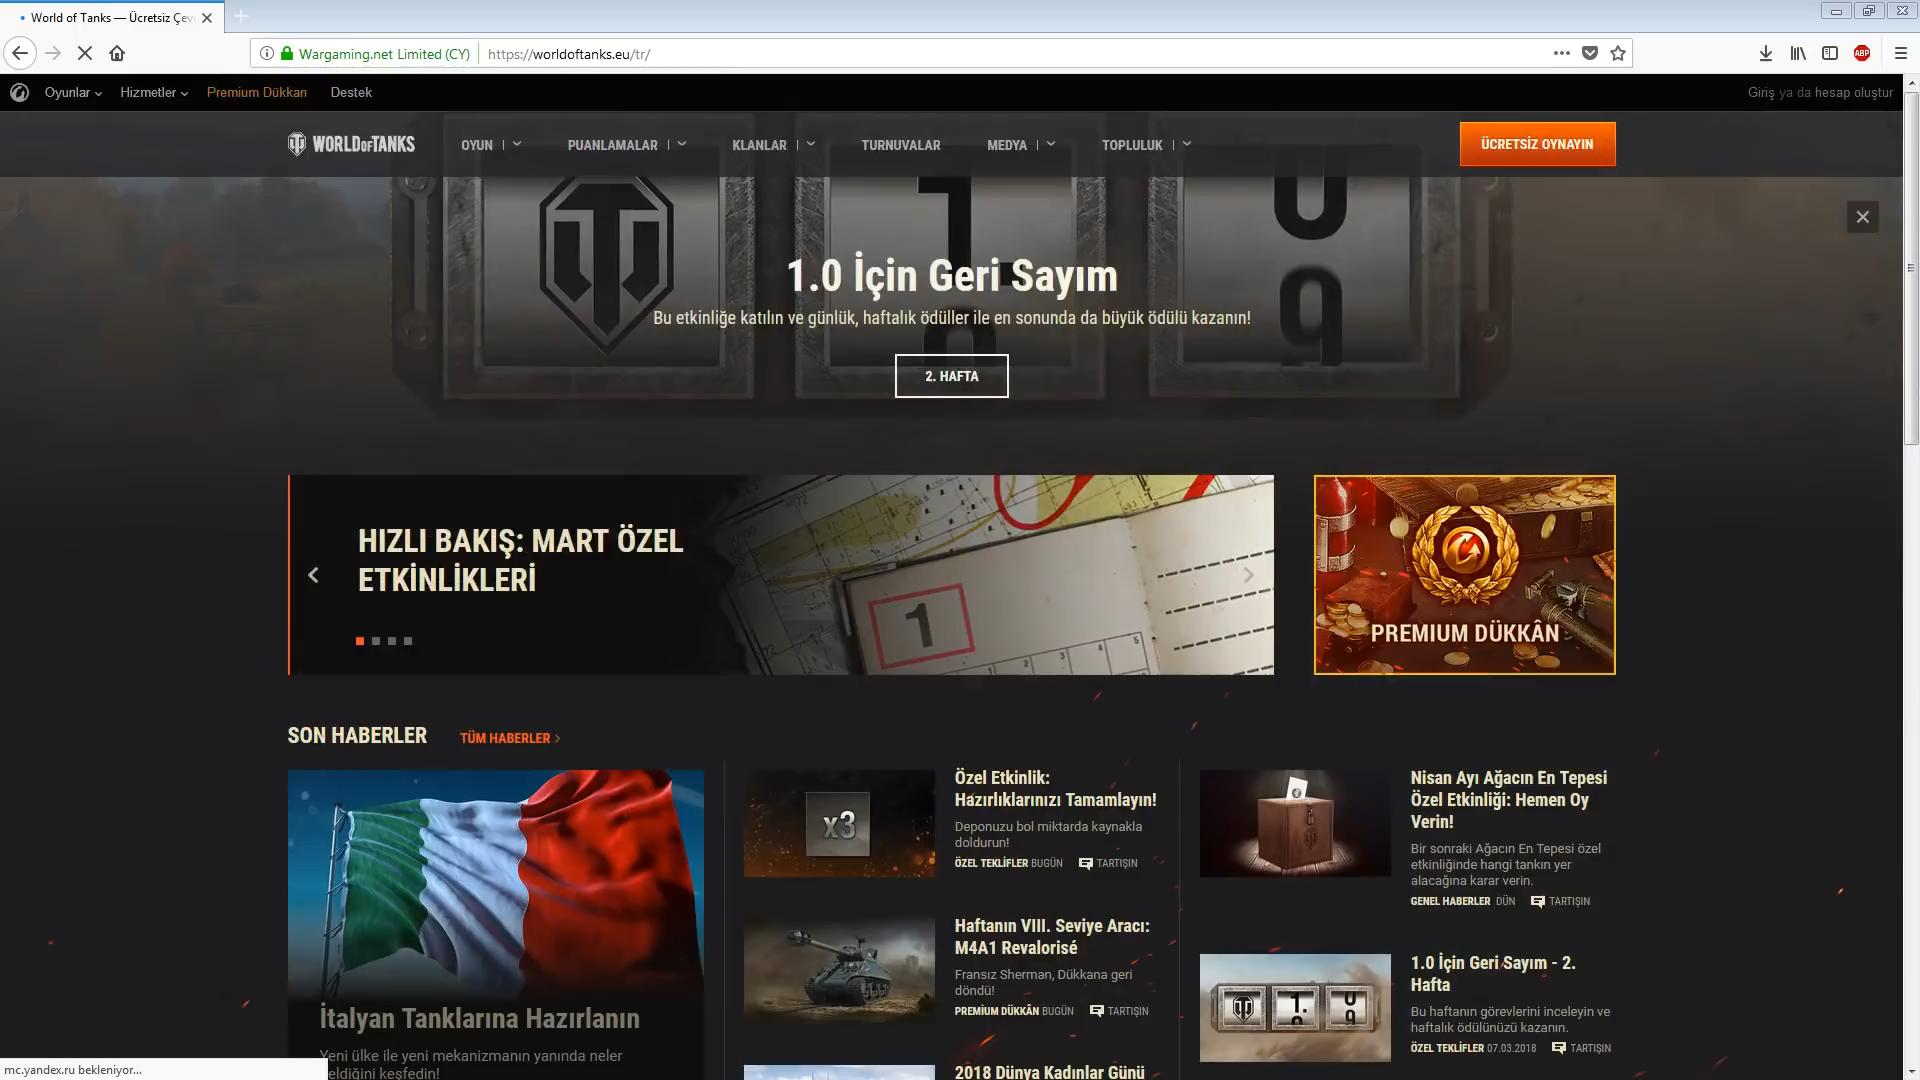 World of Tanks — Ücretsiz Çev
Wargaming.net Limited (CY)
https://worldoftanks.eu/tr/
ABP
Oyunlar
Hizmetler
Premium Dükkan
Destek
Giriş ya da hesap oluştur
WORLD OF TANKS
OYUN
PUANLAMALAR
KLANLAR
TURNUVALAR
MEDYA
TOPLULUK
ÜCRETSİZ OYNAYIN
1.0 İçin Geri Sayım
Bu etkinliğe katılın ve günlük, haftalık ödüller ile en sonunda da büyük ödülü kazanın!
2. HAFTA
HIZLI BAKIŞ: MART ÖZEL
ETKİNLİKLERİ
1
PREMIUM DÜKKÂN
SON HABERLER
TÜM HABERLER
İtalyan Tanklarına Hazırlanın
Yeni ülke ile yeni mekanizmanın yanında neler
geldiğini keşfedin!
x3
Özel Etkinlik:
Hazırlıklarınızı Tamamlayın!
Deponuzu bol miktarda kaynakla
doldurun!
ÖZEL TEKLİFLER BUGÜN TARTIŞIN
Haftanın VIII. Seviye Aracı:
M4A1 Revalorisé
Fransız Sherman, Dükkana geri
döndü!
PREMİUM DÜKKÂN BUGÜN TARTIŞIN
2018 Dünya Kadınlar Günü
Nisan Ayı Ağacın En Tepesi
Özel Etkinliği: Hemen Oy
Verin!
Bir sonraki Ağacın En Tepesi özel
etkinliğinde hangi tankın yer
alacağına karar verin.
GENEL HABERLER DÜN TARTIŞIN
1.0 İçin Geri Sayım - 2.
Hafta
Bu haftanın görevlerini inceleyin ve
haftalık ödülünüzü kazanın.
ÖZEL TEKLİFLER 07.03.2018 TARTIŞIN
mc.yandex.ru bekleniyor...